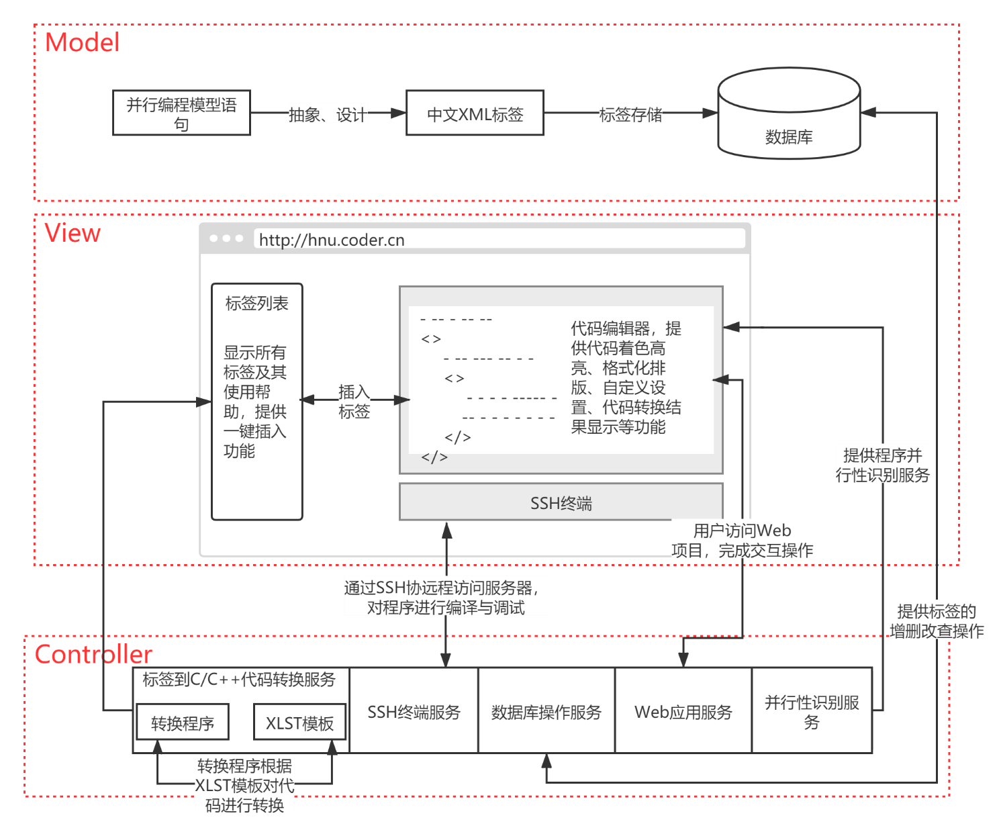 Model
并行编程模型语
句
抽象、设计
中文XML标签
标签存储
数据库
View
http://hnu.coder.cn
标签列表
显示所有
标签及其
使用帮
助，提供
一键插入
功能
插入
标签
- -- - -- --
<>
- -- --- -- - -
<>
- - - - ----- -
-- - - - - - - -
</>
</>
代码编辑器，提
供代码着色高
亮、格式化排
版、自定义设
置、代码转换结
果显示等功能
SSH终端
提供程序并
行性识别服务
用户访问Web
项目，完成交互操作
通过SSH协远程访问服务器，
对程序进行编译与调试
提供标签的
增删改查操作
Controller
标签到C/C++代码转换服务
转换程序
XLST模板
SSH终端服务
数据库操作服务
Web应用服务
并行性识别服
务
转换程序根据
XLST模板对代
码进行转换